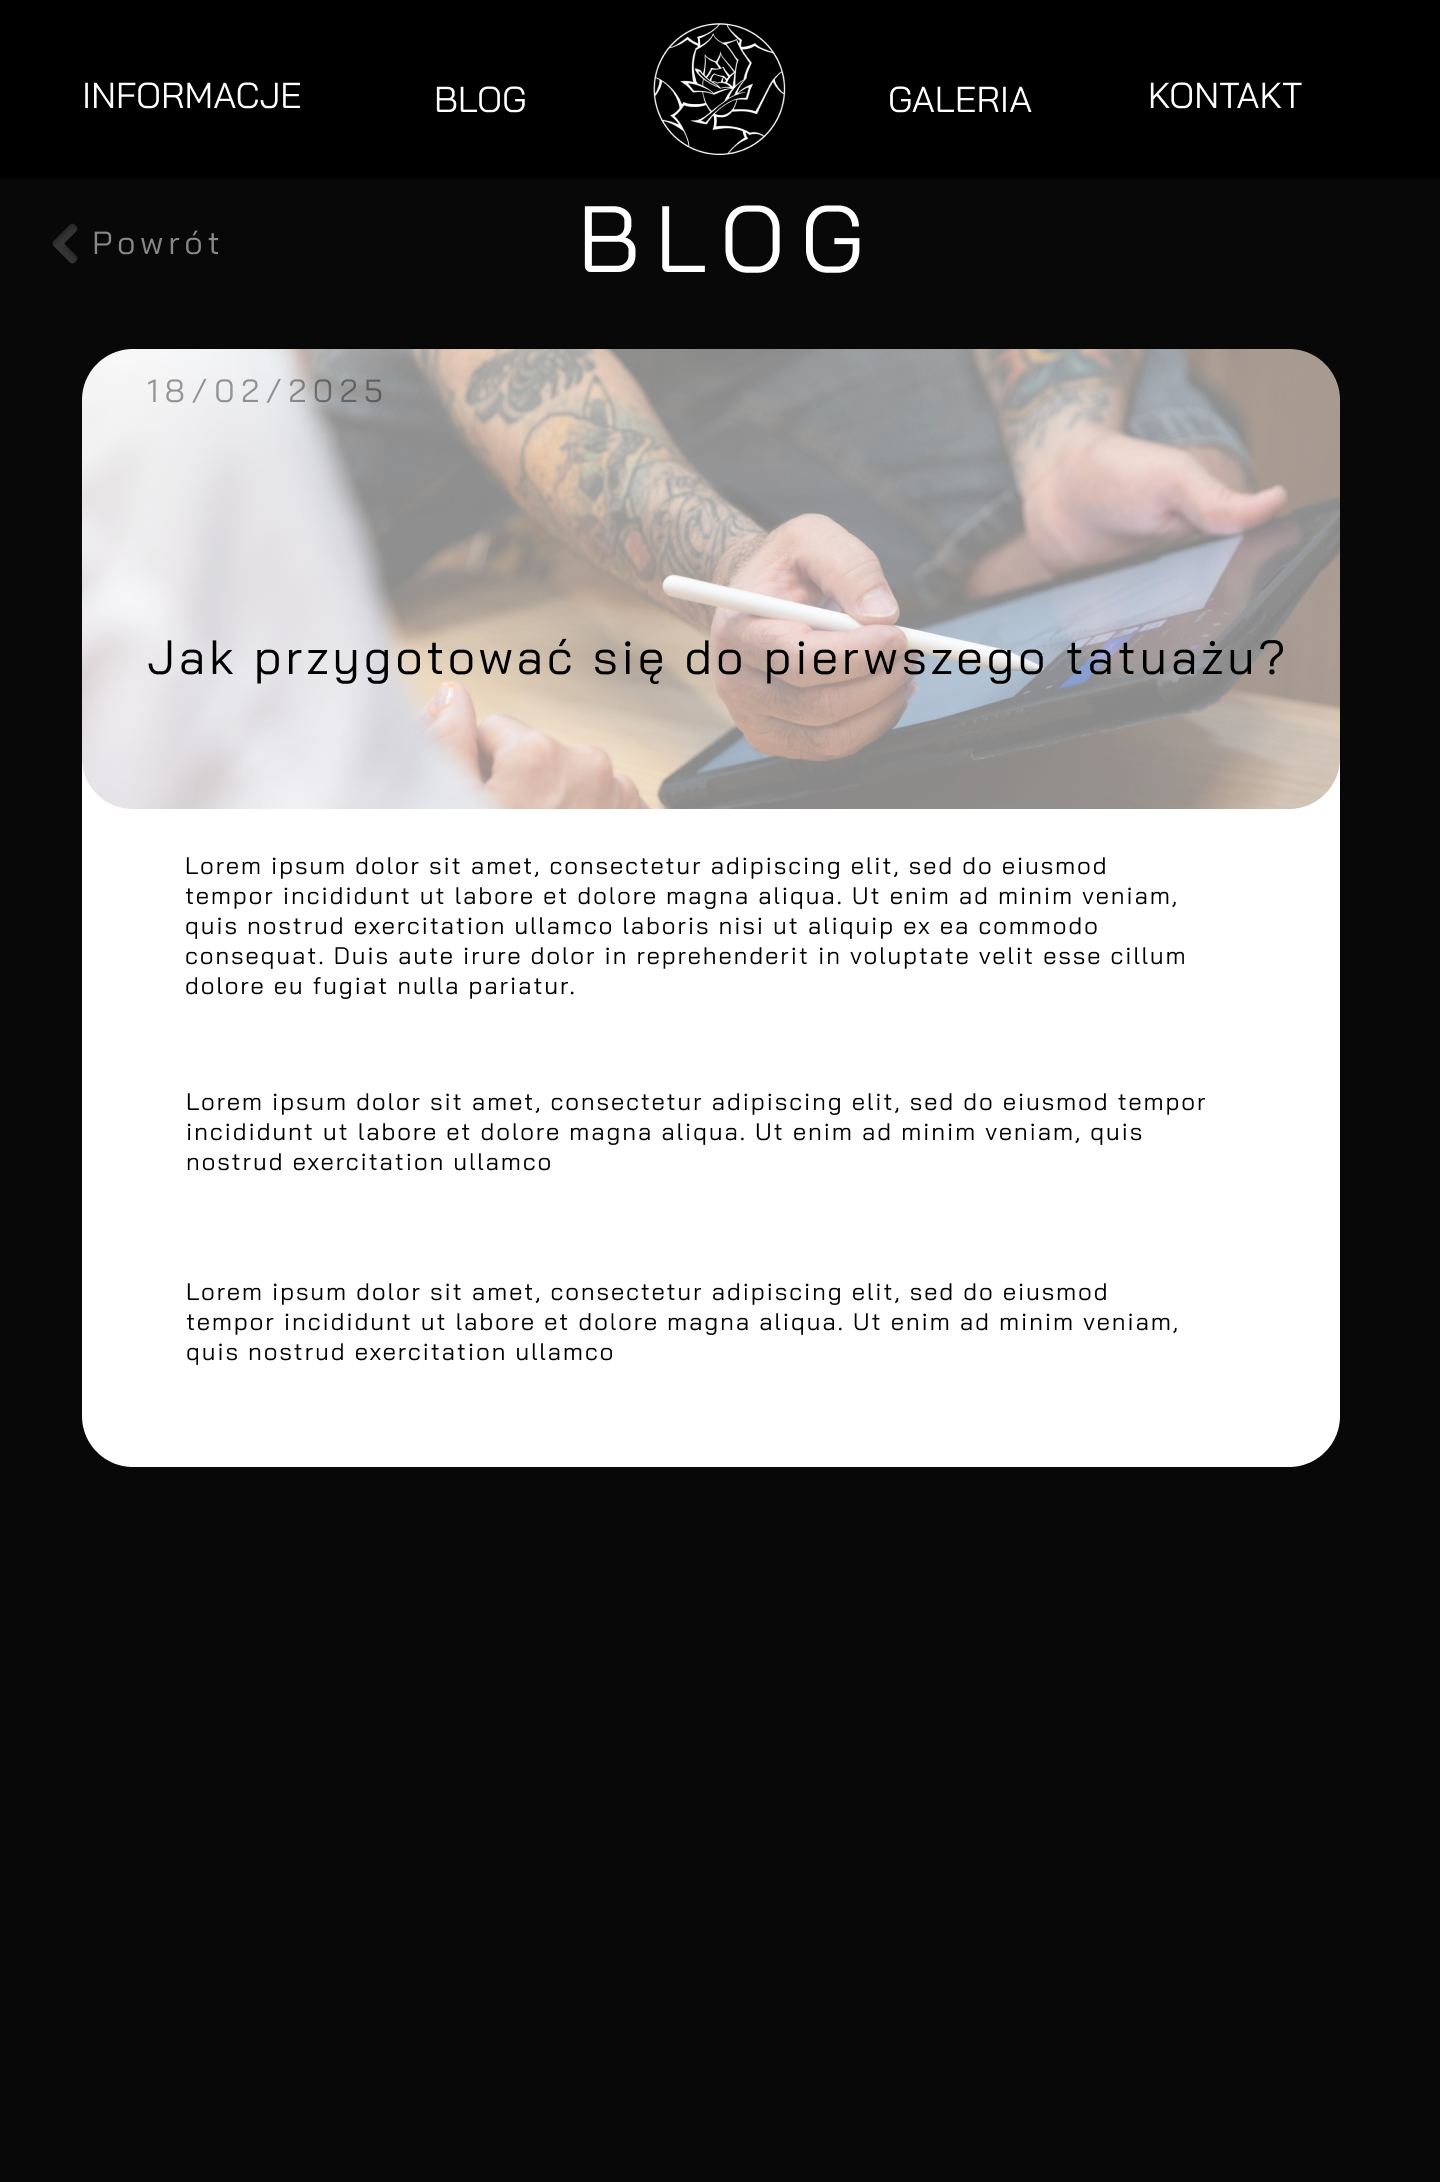 INFORMACJE BLOG GALERIA KONTAKT
BLOG
Powrót
18/02/2025
Jak przygotować się do pierwszego tatuażu?
Lorem ipsum dolor sit amet, consectetur adipiscing elit, sed do eiusmod
tempor incididunt ut labore et dolore magna aliqua. Ut enim ad minim veniam,
quis nostrud exercitation ullamco laboris nisi ut aliquip ex ea commodo
consequat. Duis aute irure dolor in reprehenderit in voluptate velit esse cillum
dolore eu fugiat nulla pariatur.
Lorem ipsum dolor sit amet, consectetur adipiscing elit, sed do eiusmod tempor
incididunt ut labore et dolore magna aliqua. Ut enim ad minim veniam, quis
nostrud exercitation ullamco
Lorem ipsum dolor sit amet, consectetur adipiscing elit, sed do eiusmod
tempor incididunt ut labore et dolore magna aliqua. Ut enim ad minim veniam,
quis nostrud exercitation ullamco